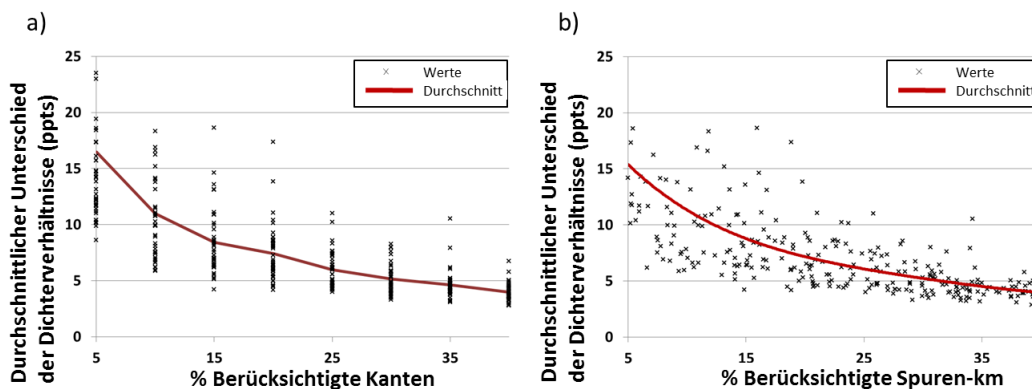 a)
Durchschnittlicher Unterschied
der Dichterverhältnisse (ppts)
25
20
15
10
5
0
5
15
25
35
% Berücksichtigte Kanten
Werte
Durchschnitt
b)
Durchschnittlicher Unterschied
der Dichterverhältnisse (ppts)
25
20
15
10
5
0
5
15
25
35
% Berücksichtigte Spuren-km
Werte
Durchschnitt